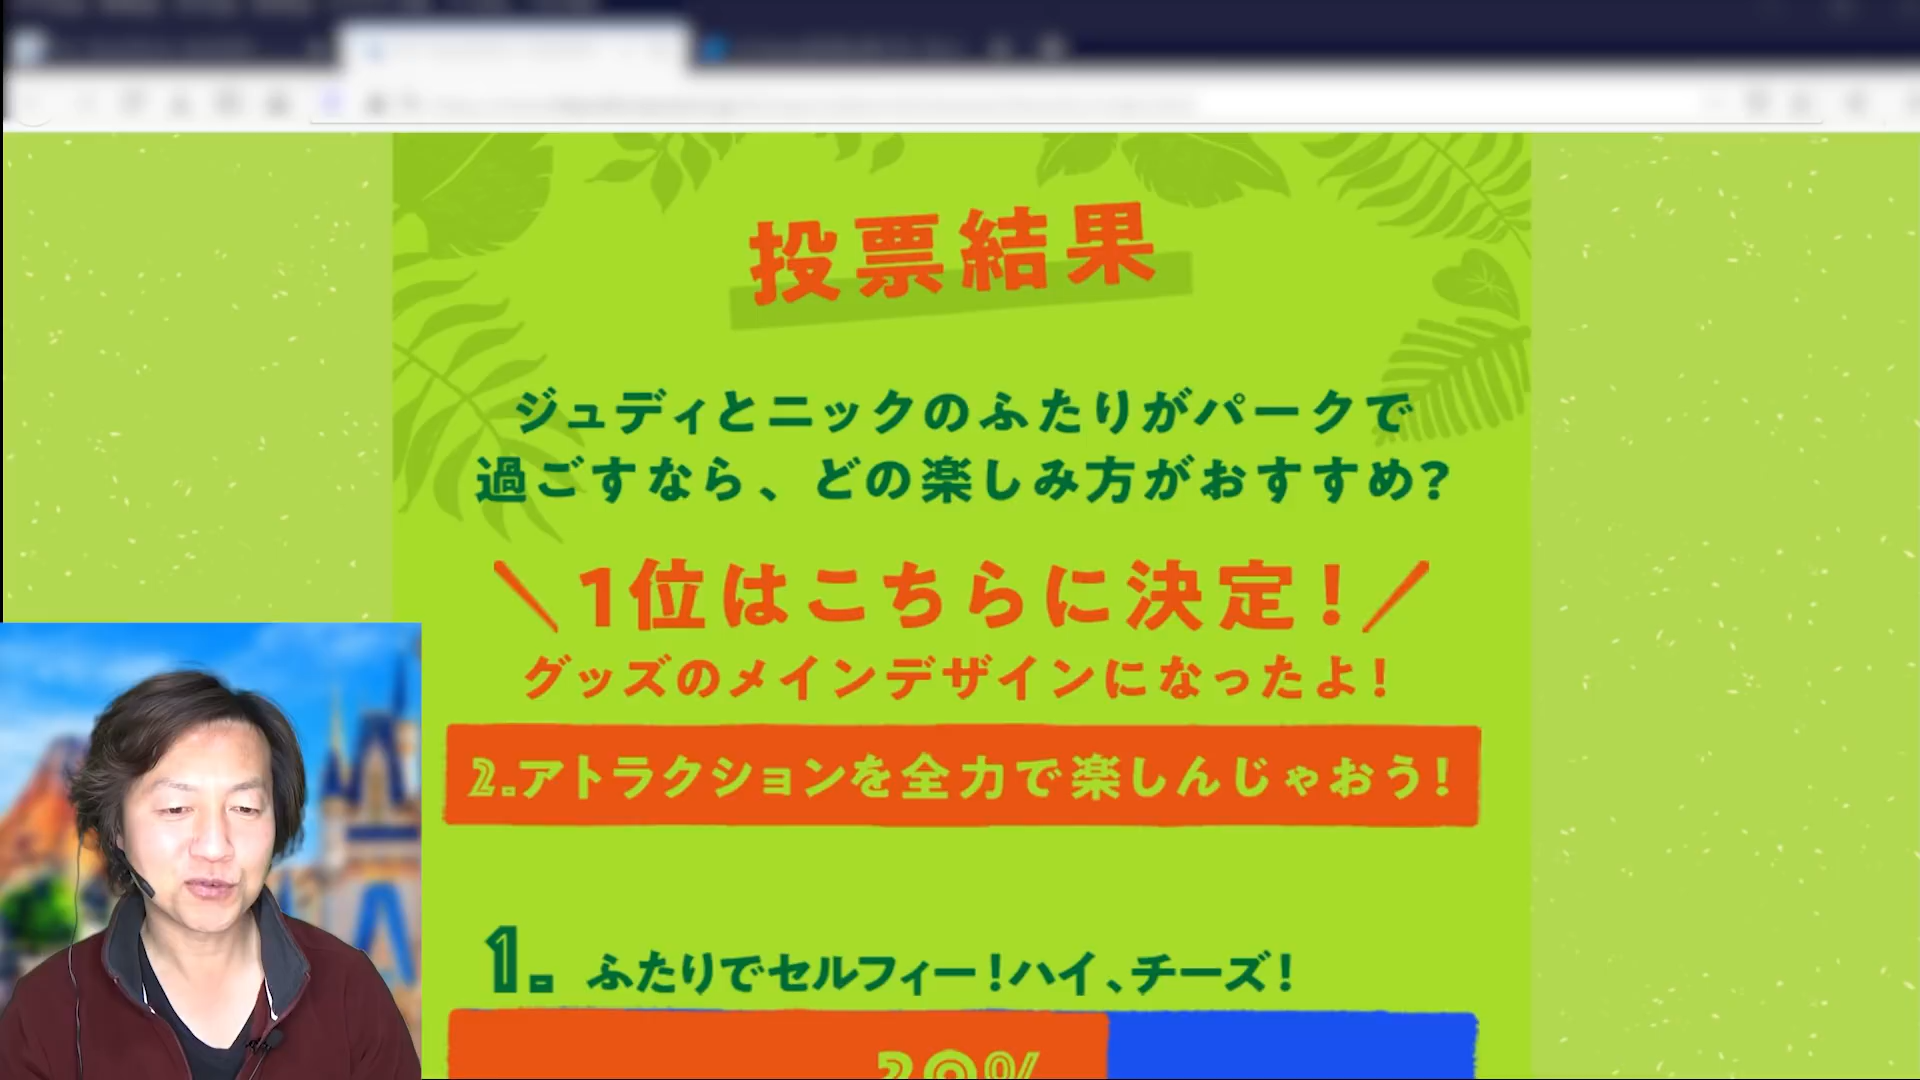 投票結果
ジュディとニックのふたりがパークで
過ごすなら、どの楽しみ方がおすすめ?
＼1位はこちらに決定!／
グッズのメインデザインになったよ!
2.アトラクションを全力で楽しんじゃおう!
1. ふたりでセルフィー!ハイ、チーズ!